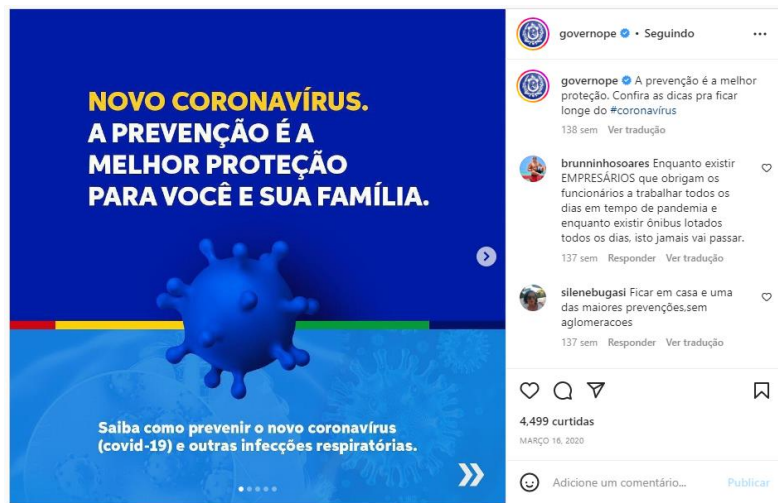 NOVO CORONAVÍRUS.
A PREVENÇÃO É A
MELHOR PROTEÇÃO
PARA VOCÊ E SUA FAMÍLIA.
Saiba como prevenir o novo coronavírus
(covid-19) e outras infecções respiratórias.
governope • Seguindo
governope A prevenção é a melhor
proteção. Confira as dicas pra ficar
longe do #coronavírus
138 sem Ver tradução
brunninhosoares Enquanto existir
EMPRESÁRIOS que obrigam os
funcionários a trabalhar todos os
dias em tempo de pandemia e
enquanto existir ônibus lotados
todos os dias, isto jamais vai passar.
137 sem Responder Ver tradução
silenebugasi Ficar em casa e uma
das maiores prevenções,sem
aglomeracoes
137 sem Responder Ver tradução
4,499 curtidas
MARÇO 16, 2020
Adicione um comentário... Publicar